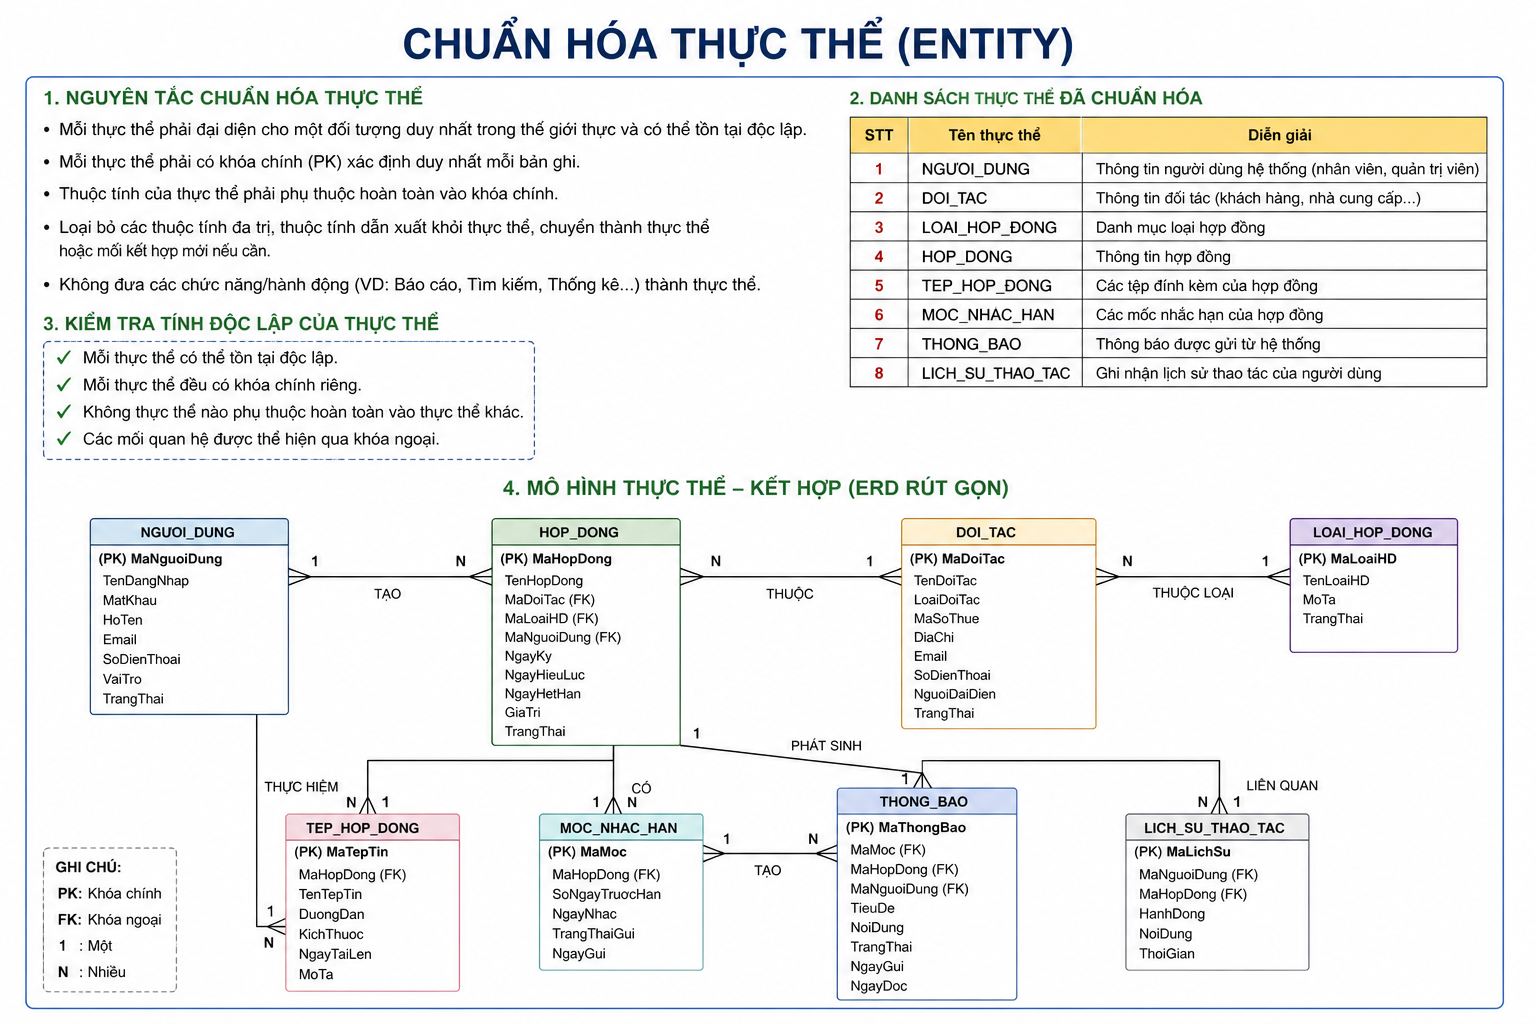 CHUẨN HÓA THỰC THỂ (ENTITY)
1. NGUYÊN TẮC CHUẨN HÓA THỰC THỂ
• Mỗi thực thể phải đại diện cho một đối tượng duy nhất trong thế giới thực và có thể tồn tại độc lập.
• Mỗi thực thể phải có khóa chính (PK) xác định duy nhất mỗi bản ghi.
• Thuộc tính của thực thể phải phụ thuộc hoàn toàn vào khóa chính.
• Loại bỏ các thuộc tính đa trị, thuộc tính dẫn xuất khỏi thực thể, chuyển thành thực thể
hoặc mối kết hợp mới nếu cần.
• Không đưa các chức năng/hành động (VD: Báo cáo, Tìm kiếm, Thống kê...) thành thực thể.
2. DANH SÁCH THỰC THỂ ĐÃ CHUẨN HÓA
STT Tên thực thể Diễn giải
1 NGƯƠI_DUNG Thông tin người dùng hệ thống (nhân viên, quản trị viên)
2 DOI_TAC Thông tin đối tác (khách hàng, nhà cung cấp...)
3 LOAI_HOP_ĐONG Danh mục loại hợp đồng
4 HOP_DONG Thông tin hợp đồng
5 TEP_HOP_ĐONG Các tệp đính kèm của hợp đồng
6 MOC_NHAC_HAN Các mốc nhắc hạn của hợp đồng
7 THONG_BAO Thông báo được gửi từ hệ thống
8 LICH_SU_THAO_TAC Ghi nhận lịch sử thao tác của người dùng
3. KIỂM TRA TÍNH ĐỘC LẬP CỦA THỰC THỂ
✓ Mỗi thực thể có thể tồn tại độc lập.
✓ Mỗi thực thể đều có khóa chính riêng.
✓ Không thực thể nào phụ thuộc hoàn toàn vào thực thể khác.
✓ Các mối quan hệ được thể hiện qua khóa ngoại.
4. MÔ HÌNH THỰC THỂ – KẾT HỢP (ERD RÚT GỌN)
NGƯƠI_DUNG
(PK) MaNguoiDung
TenDangNhap
MatKhau
HoTen
Email
SoDienThoai
VaiTro
TrangThai
1
N
TẠO
HOP_DONG
(PK) MaHopDong
TenHopDong
MaDoiTac (FK)
MaLoaiHD (FK)
MaNguoiDung (FK)
NgayKy
NgayHieuLuc
NgayHetHan
GiaTri
TrangThai
N
1
THUỘC
DOI_TAC
(PK) MaDoiTac
TenDoiTac
LoaiDoiTac
MaSoThue
DiaChi
Email
SoDienThoai
NguoiDaiDien
TrangThai
N
1
THUỘC LOẠI
LOAI_HOP_DONG
(PK) MaLoaiHD
TenLoaiHD
MoTa
TrangThai
1
PHÁT SINH
1
THỰC HIỆM
N 1
CÓ
1 N
LIÊN QUAN
N 1
TEP_HOP_DONG
(PK) MaTepTin
MaHopDong (FK)
TenTepTin
DuongDan
KichThuoc
NgayTaiLen
MoTa
1
N
MOC_NHAC_HAN
(PK) MaMoc
MaHopDong (FK)
SoNgayTruơcHan
NgayNhac
TrangThaiGui
NgayGui
1
N
TẠO
THONG_BAO
(PK) MaThongBao
MaMoc (FK)
MaHopDong (FK)
MaNguoiDung (FK)
TieuDe
NoiDung
TrangThai
NgayGui
NgayDoc
LICH_SU_THAO_TAC
(PK) MaLichSu
MaNguoiDung (FK)
MaHopDong (FK)
HanhDong
NoiDung
ThoiGian
GHI CHÚ:
PK: Khóa chính
FK: Khóa ngoại
1 : Một
N : Nhiều